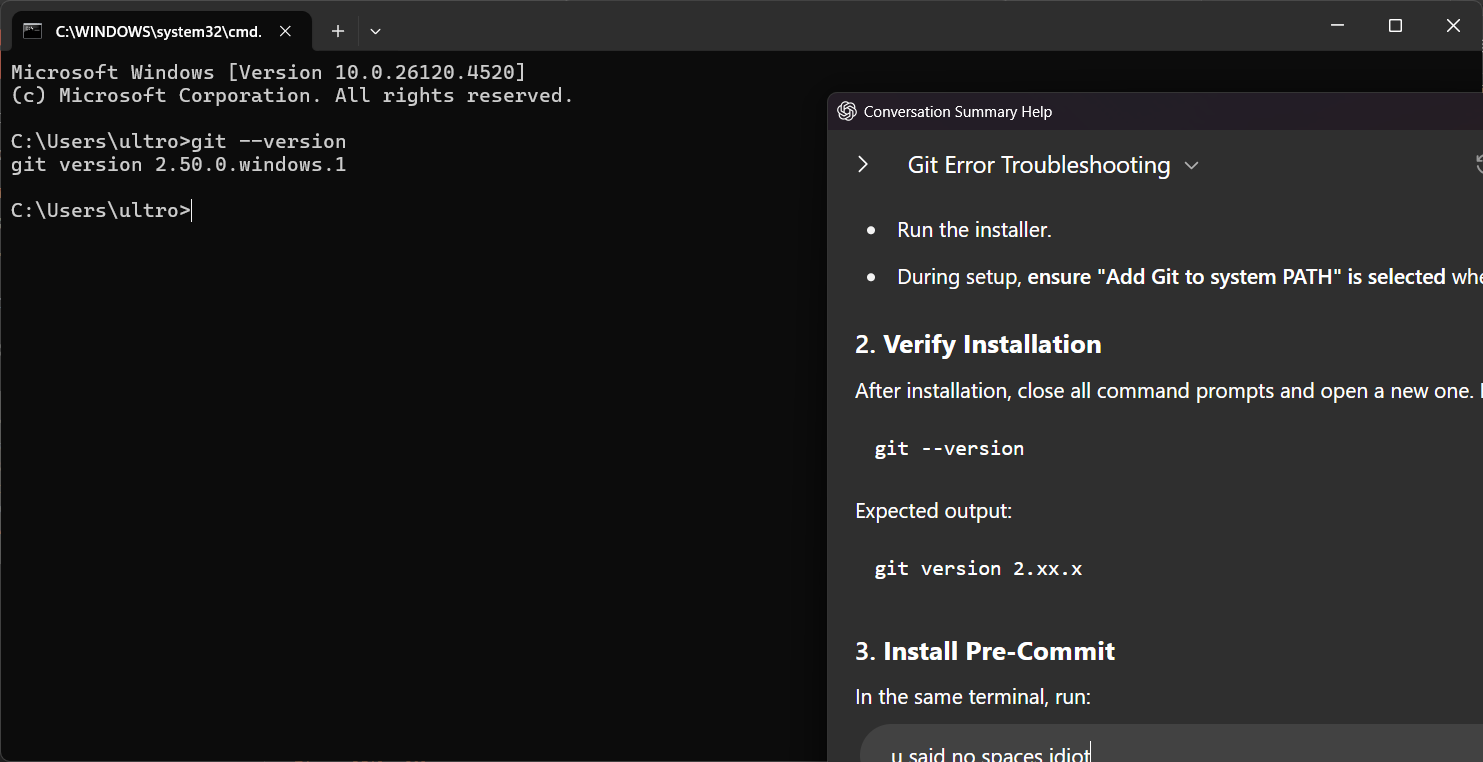 C:\WINDOWS\system32\cmd.
Microsoft Windows [Version 10.0.26120.4520]
(c) Microsoft Corporation. All rights reserved.
C:\Users\ultro>git --version
git version 2.50.0.windows.1
C:\Users\ultro>
Conversation Summary Help
Git Error Troubleshooting
• Run the installer.
• During setup, ensure "Add Git to system PATH" is selected whe
2. Verify Installation
After installation, close all command prompts and open a new one.
git --version
Expected output:
git version 2.xx.x
3. Install Pre-Commit
In the same terminal, run:
u said no spaces idiot